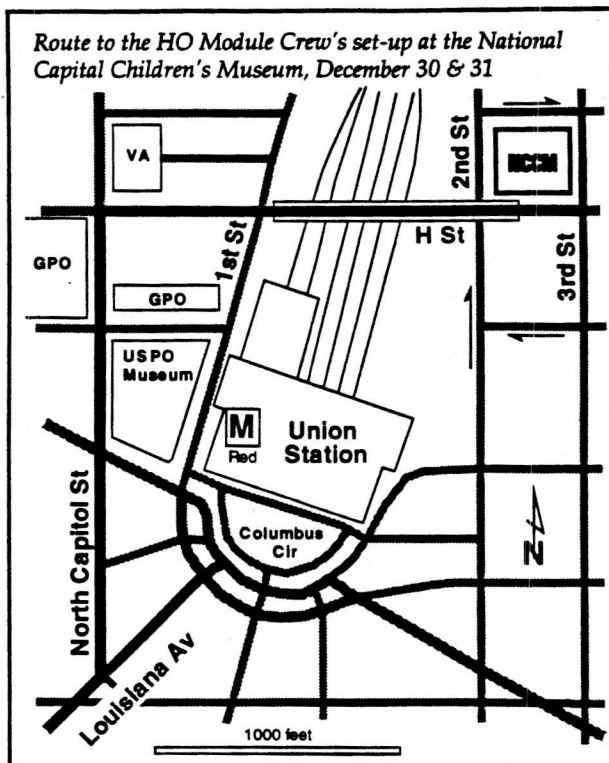 Route to the HO Module Crew's set-up at the National
Capital Children's Museum, December 30 & 31
VA
2nd St
NCCM
GPO
1st St
H St
3rd St
GPO
USPO
Museum
M
Red
Union
Station
Columbus
Cir
North Capitol St
N
Louisiana Av
1000 feet